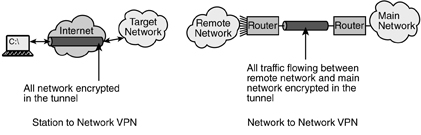 C:\
Internet
Target
Network
All network encrypted
in the tunnel
Station to Network VPN
Remote
Network
Router
Router
Main
Network
All traffic flowing between
remote network and main
network encrypted in the
tunnel
Network to Network VPN